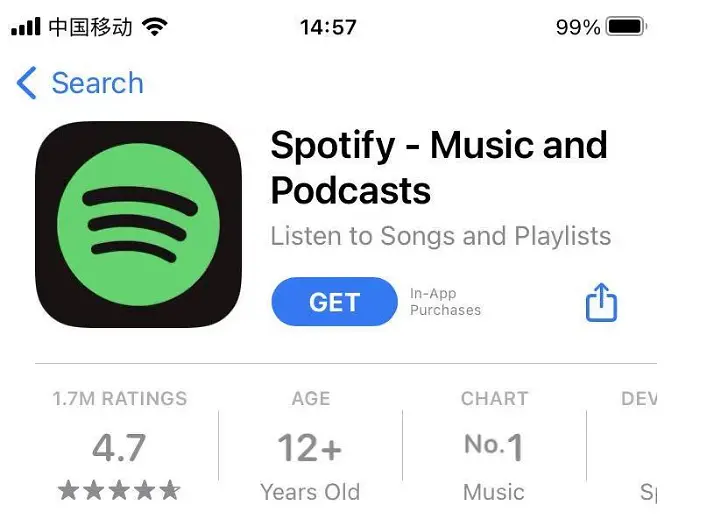 中国移动 14:57 99%
Search
Spotify - Music and
Podcasts
Listen to Songs and Playlists
GET In-App
Purchases
1.7M RATINGS AGE CHART DEV
4.7 12+ No.1
Years Old Music Sp